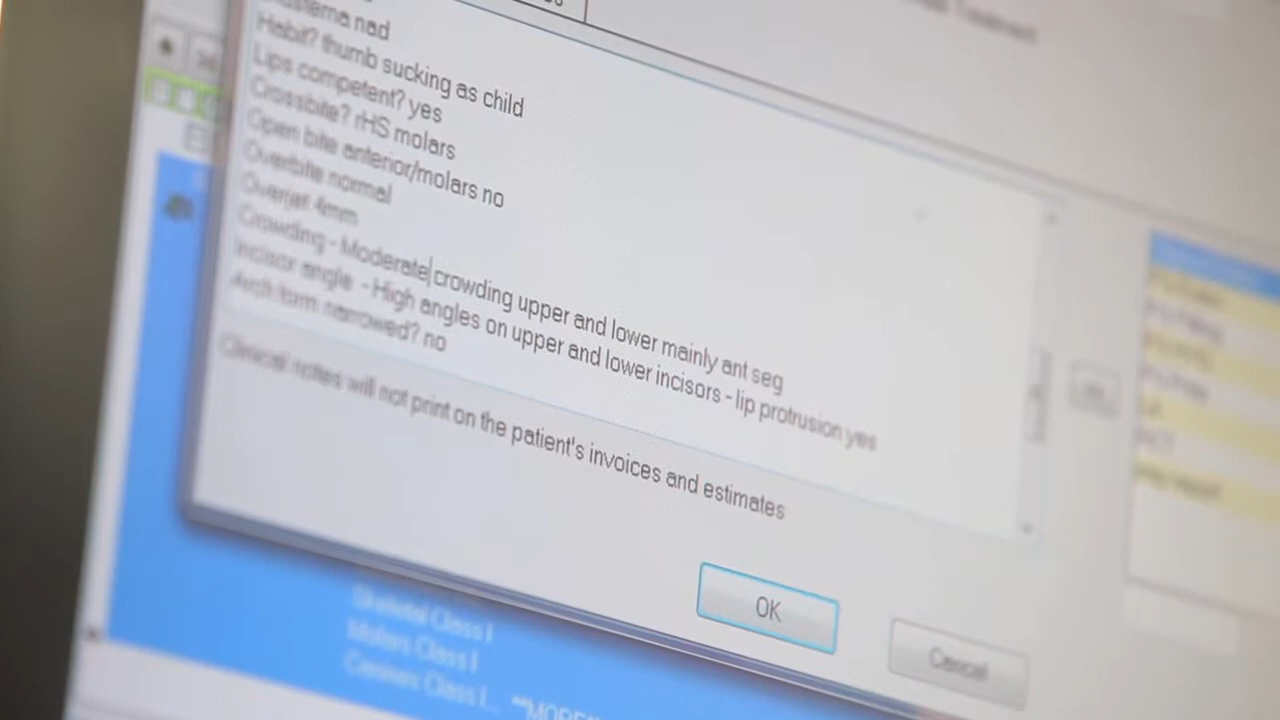 nad
Habit? thumb sucking as child
Lips competent? yes
Crossbite? rHS molars
Open bite anterior/molars no
Overbite normal
Overjet 4mm
Crowding - Moderate crowding upper and lower mainly ant seg
Incisor angle - High angles on upper and lower incisors - lip protrusion yes
Arch form narrowed? no
Clinical notes will not print on the patient's invoices and estimates
OK
Cancel
Skeletal Class I
Molars Class I
Canines Class I... **MORE**
Treatment